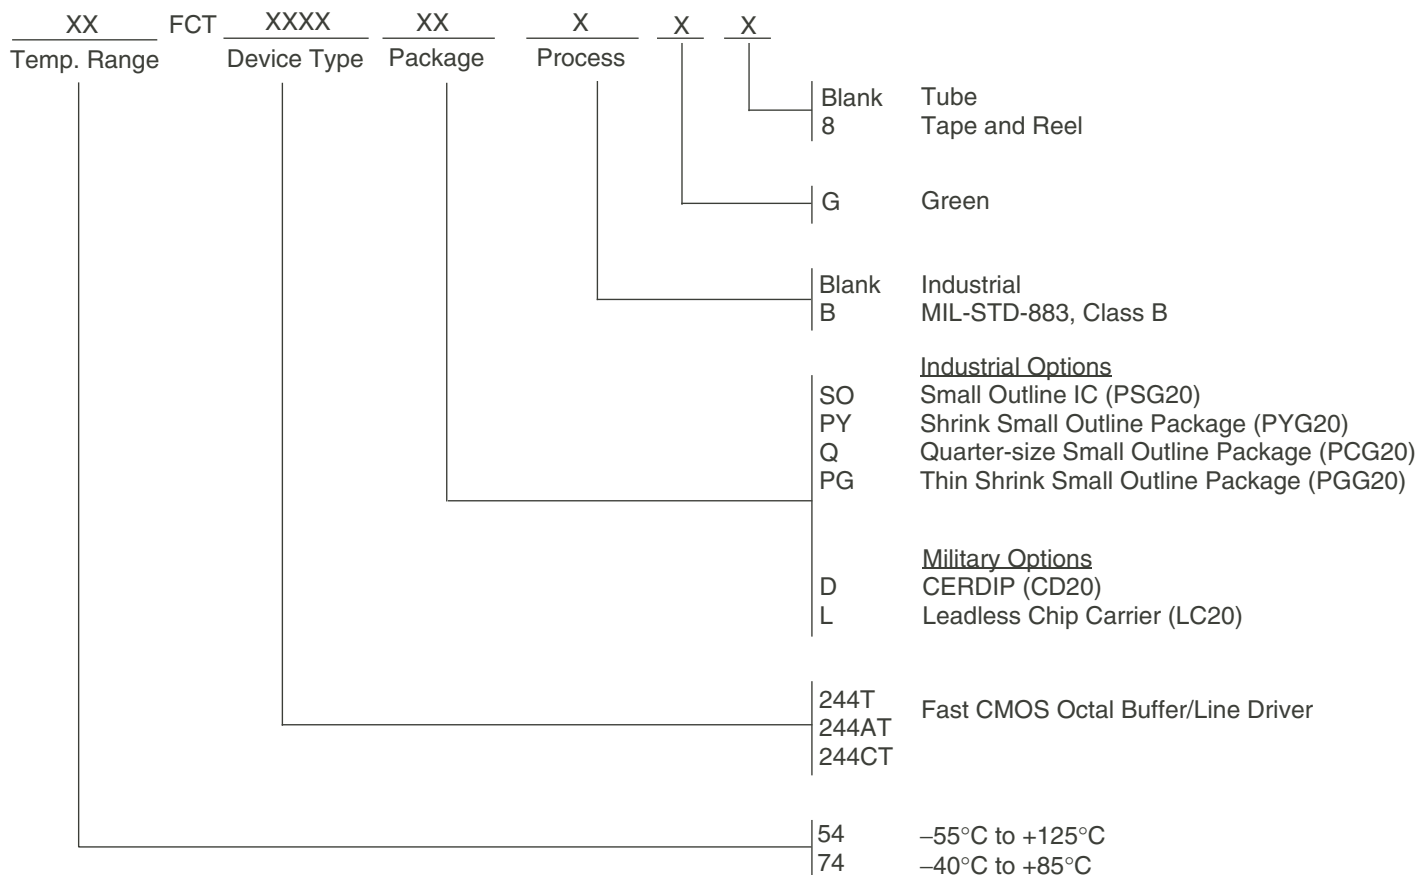 XX FCT XXXX XX X X X
Temp. Range Device Type Package Process
Blank Tube
8 Tape and Reel
G Green
Blank Industrial
B MIL-STD-883, Class B
Industrial Options
SO Small Outline IC (PSG20)
PY Shrink Small Outline Package (PYG20)
Q Quarter-size Small Outline Package (PCG20)
PG Thin Shrink Small Outline Package (PGG20)
Military Options
D CERDIP (CD20)
L Leadless Chip Carrier (LC20)
244T Fast CMOS Octal Buffer/Line Driver
244AT
244CT
54 –55°C to +125°C
74 –40°C to +85°C